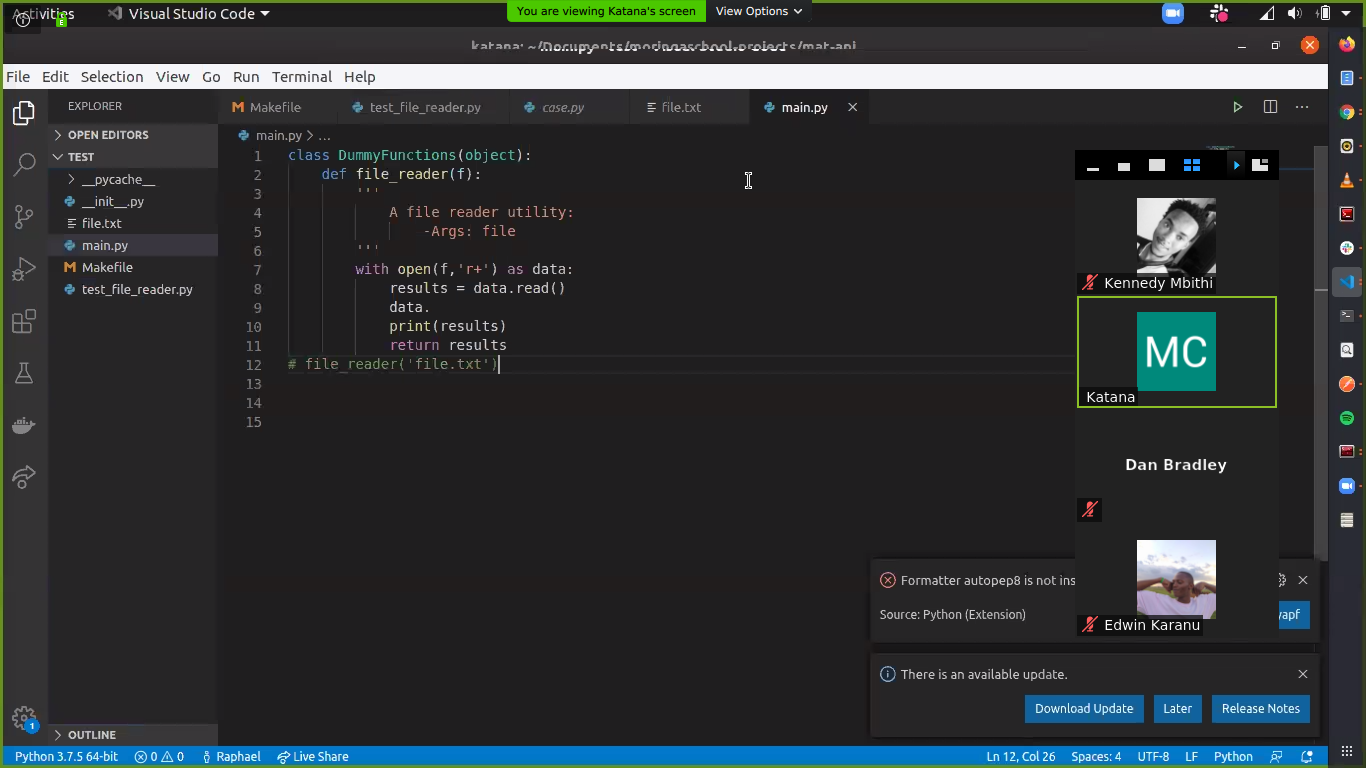 Activities
Visual Studio Code
You are viewing Katana's screen
View Options
katana: ~/Documents/moringaschool-projects/mat-api
File Edit Selection View Go Run Terminal Help
EXPLORER
OPEN EDITORS
TEST
__pycache__
__init__.py
file.txt
main.py
Makefile
test_file_reader.py
OUTLINE
Makefile
test_file_reader.py
case.py
file.txt
main.py
main.py > ...
1 class DummyFunctions(object):
2     def file_reader(f):
3         '''
4             A file reader utility:
5                 -Args: file
6         '''
7         with open(f,'r+') as data:
8             results = data.read()
9             data.
10             print(results)
11             return results
12 # file_reader('file.txt')
13
14
15
Kennedy Mbithi
MC
Katana
Dan Bradley
Edwin Karanu
Formatter autopep8 is not ins
Source: Python (Extension)
yapf
There is an available update.
Download Update
Later
Release Notes
1
Python 3.7.5 64-bit
0 0
Raphael
Live Share
Ln 12, Col 26
Spaces: 4
UTF-8
LF
Python